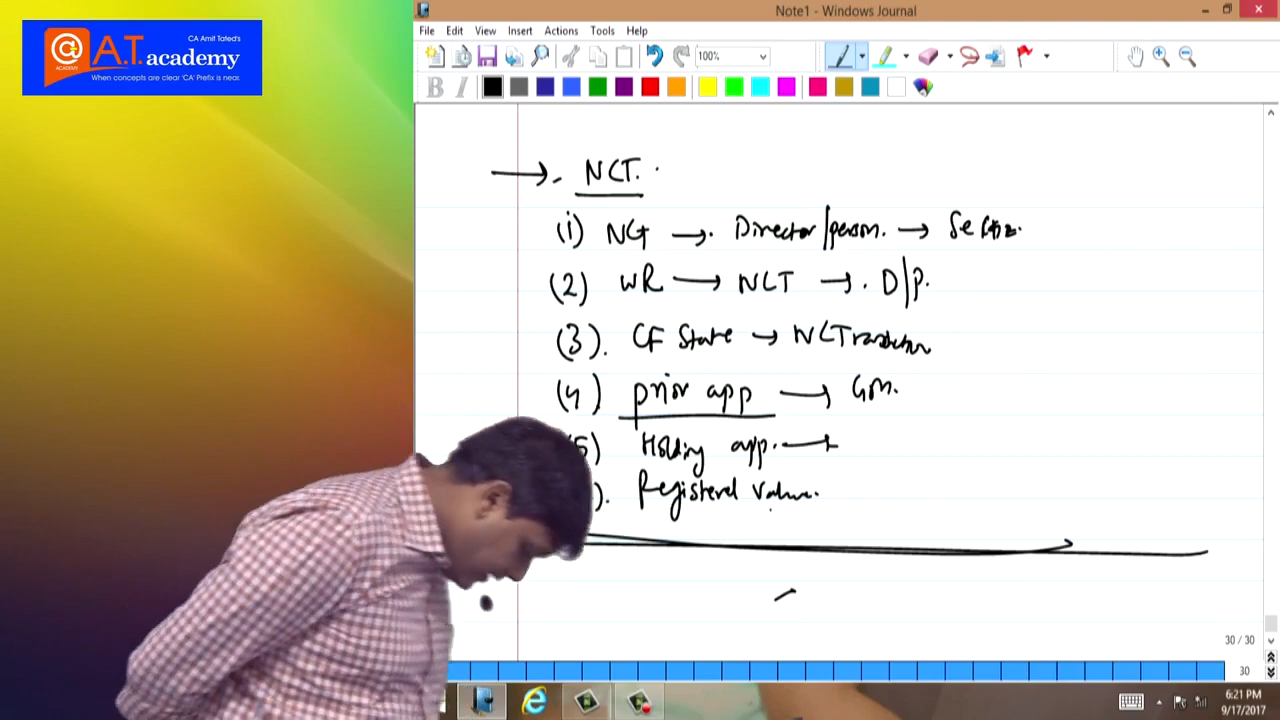 CA Amit Tated's
@ A.T. academy
ACADEMY
When concepts are clear 'CA' Prefix is near.
Note1 - Windows Journal
File Edit View Insert Actions Tools Help
100%
B I
NCT.
(i) NCT → Director/person. →
(2) WR → NCT → D/P.
(3). CF State → NCTransaction
(4) prior app → GM.
5) Holding app. →
). Registered Value.
30 / 30
30
6:21 PM
9/17/2017